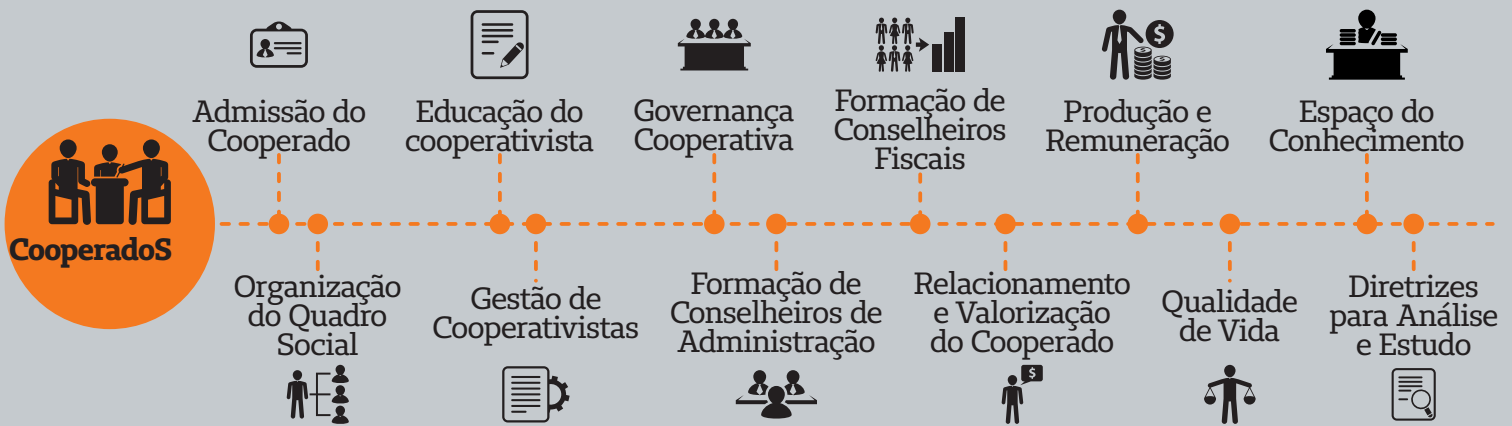 CooperadoS
Admissão do
Cooperado
Organização
do Quadro
Social
Educação do
cooperativista
Gestão de
Cooperativistas
Governança
Cooperativa
Formação de
Conselheiros de
Administração
Formação de
Conselheiros
Fiscais
Relacionamento
e Valorização
do Cooperado
Produção e
Remuneração
Qualidade
de Vida
Espaço do
Conhecimento
Diretrizes
para Análise
e Estudo